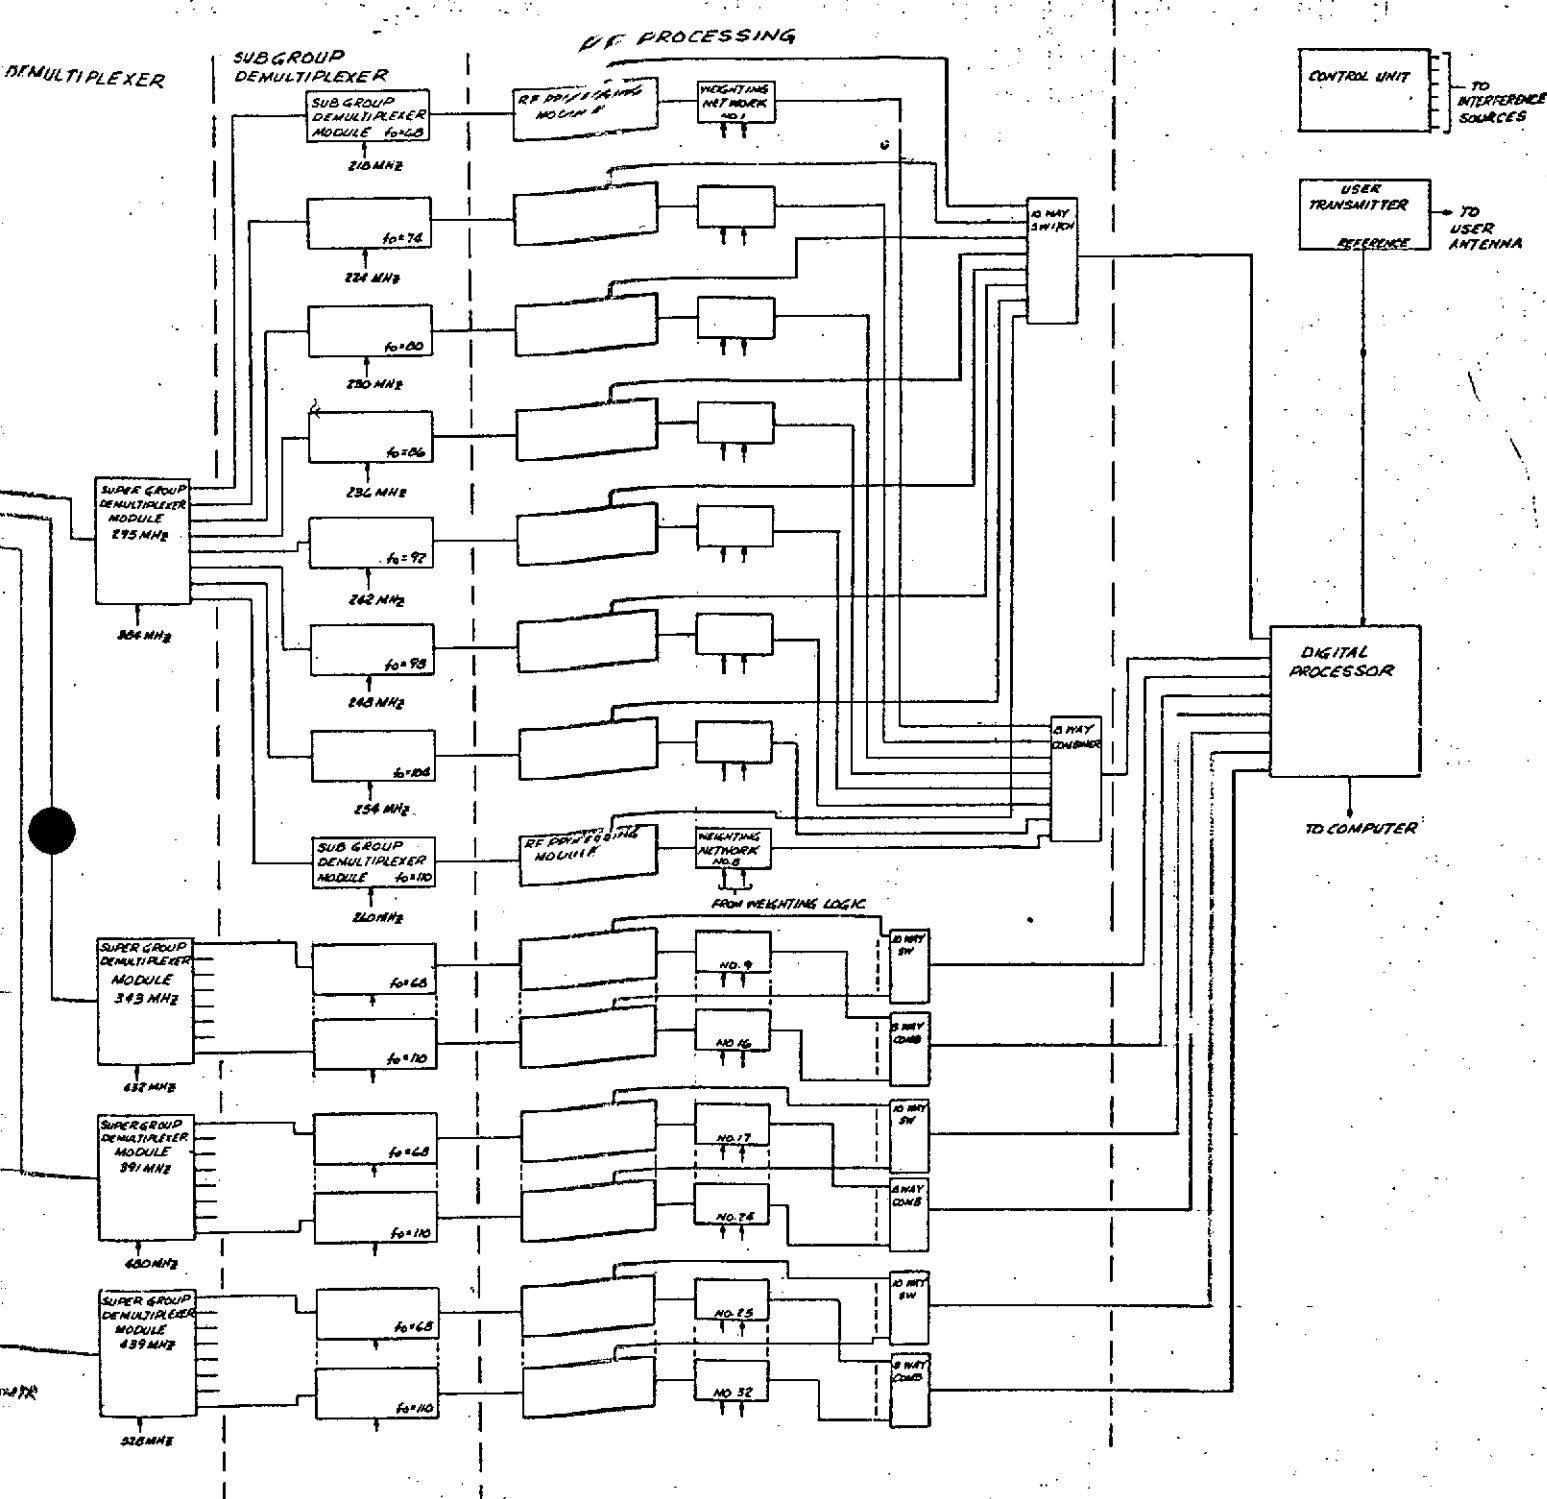 DEMULTIPLEXER
SUBGROUP
DEMULTIPLEXER
PROCESSING
SUB GROUP
DEMULTIPLEXER
MODULE fo=68
218 MHz
RF PROCESSING
MODULE
WEIGHTING
NETWORK
NO.1
fo=74
224 MHz
fo=80
230 MHz
fo=86
236 MHz
fo=92
242 MHz
fo=98
248 MHz
fo=104
254 MHz
SUB GROUP
DEMULTIPLEXER
MODULE fo=110
260 MHz
RF PROCESSING
MODULE
WEIGHTING
NETWORK
NO.8
FROM WEIGHTING LOGIC
SUPER GROUP
DEMULTIPLEXER
MODULE
295 MHz
384 MHz
10 WAY
SWITCH
8 WAY
COMBINER
CONTROL UNIT
TO
INTERFERENCE
SOURCES
USER
TRANSMITTER
REFERENCE
TO
USER
ANTENNA
DIGITAL
PROCESSOR
TO COMPUTER
SUPER GROUP
DEMULTIPLEXER
MODULE
343 MHz
432 MHz
fo=68
NO.9
10 WAY
SW
fo=110
NO.16
8 WAY
COMB
SUPER GROUP
DEMULTIPLEXER
MODULE
391 MHz
480 MHz
fo=68
NO.17
10 WAY
SW
fo=110
NO.24
8 WAY
COMB
SUPER GROUP
DEMULTIPLEXER
MODULE
439 MHz
528 MHz
fo=68
NO.25
10 WAY
SW
fo=110
NO 32
8 WAY
COMB